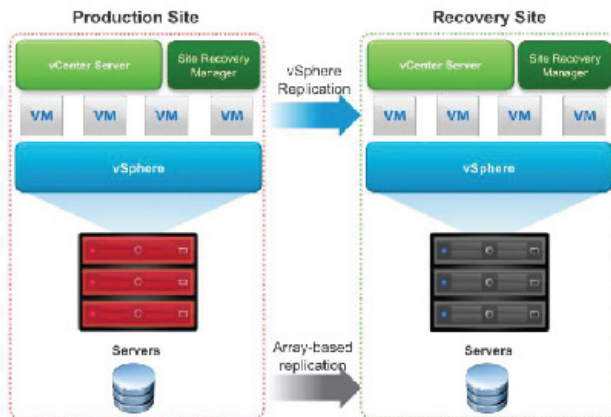 Production Site
Recovery Site
vCenter Server
Site Recovery
Manager
vSphere
Replication
vCenter Server
Site Recovery
Manager
VM
VM
VM
VM
VM
VM
VM
VM
vSphere
vSphere
Servers
Array-based
replication
Servers